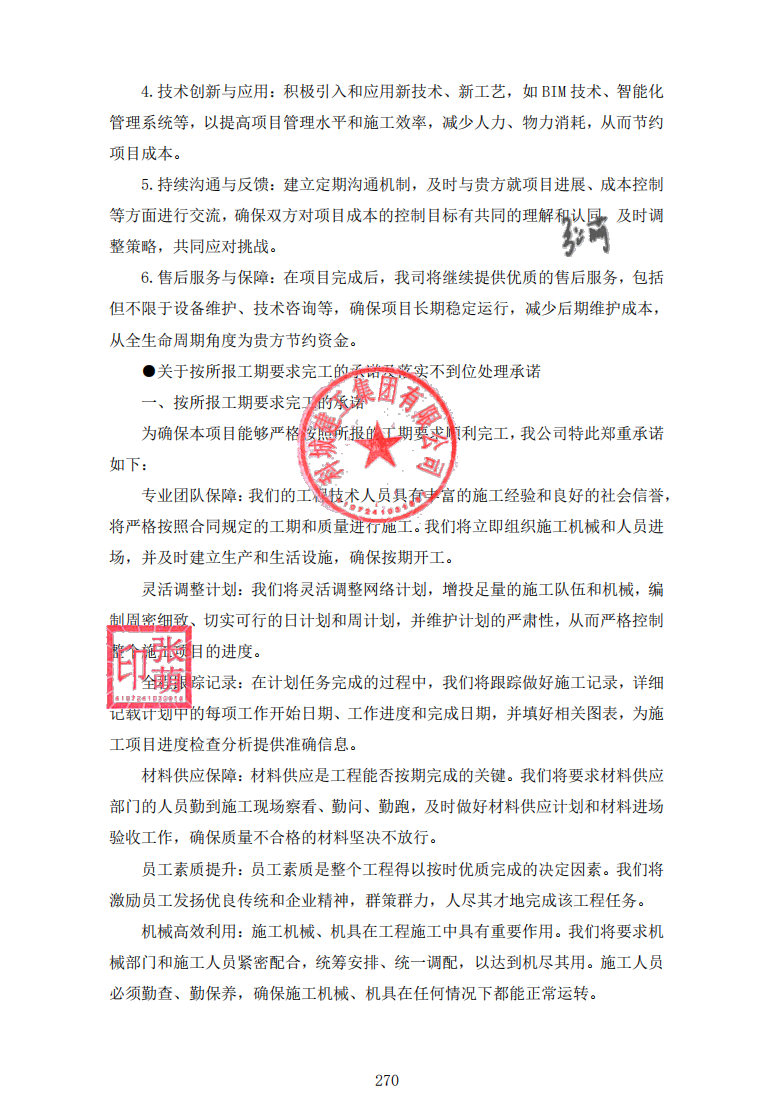 4.技术创新与应用：积极引入和应用新技术、新工艺，如 BIM 技术、智能化
管理系统等，以提高项目管理水平和施工效率，减少人力、物力消耗，从而节约
项目成本。
5.持续沟通与反馈：建立定期沟通机制，及时与贵方就项目进展、成本控制
等方面进行交流，确保双方对项目成本的控制目标有共同的理解和认同，及时调
整策略，共同应对挑战。
6.售后服务与保障：在项目完成后，我司将继续提供优质的售后服务，包括
但不限于设备维护、技术咨询等，确保项目长期稳定运行，减少后期维护成本，
从全生命周期角度为贵方节约资金。
●关于按所报工期要求完工的承诺及落实不到位处理承诺
一、按所报工期要求完工的承诺
为确保本项目能够严格按照所报的工期要求顺利完工，我公司特此郑重承诺
如下：
专业团队保障：我们的工程技术人员具有丰富的施工经验和良好的社会信誉，
将严格按照合同规定的工期和质量进行施工。我们将立即组织施工机械和人员进
场，并及时建立生产和生活设施，确保按期开工。
灵活调整计划：我们将灵活调整网络计划，增投足量的施工队伍和机械，编
制周密细致、切实可行的日计划和周计划，并维护计划的严肃性，从而严格控制
整个施工项目的进度。
全程跟踪记录：在计划任务完成的过程中，我们将跟踪做好施工记录，详细
记载计划中的每项工作开始日期、工作进度和完成日期，并填好相关图表，为施
工项目进度检查分析提供准确信息。
材料供应保障：材料供应是工程能否按期完成的关键。我们将要求材料供应
部门的人员勤到施工现场察看、勤问、勤跑，及时做好材料供应计划和材料进场
验收工作，确保质量不合格的材料坚决不放行。
员工素质提升：员工素质是整个工程得以按时优质完成的决定因素。我们将
激励员工发扬优良传统和企业精神，群策群力，人尽其才地完成该工程任务。
机械高效利用：施工机械、机具在工程施工中具有重要作用。我们将要求机
械部门和施工人员紧密配合，统筹安排、统一调配，以达到机尽其用。施工人员
必须勤查、勤保养，确保施工机械、机具在任何情况下都能正常运转。
科城建工集团有限公司
张萌
印
270